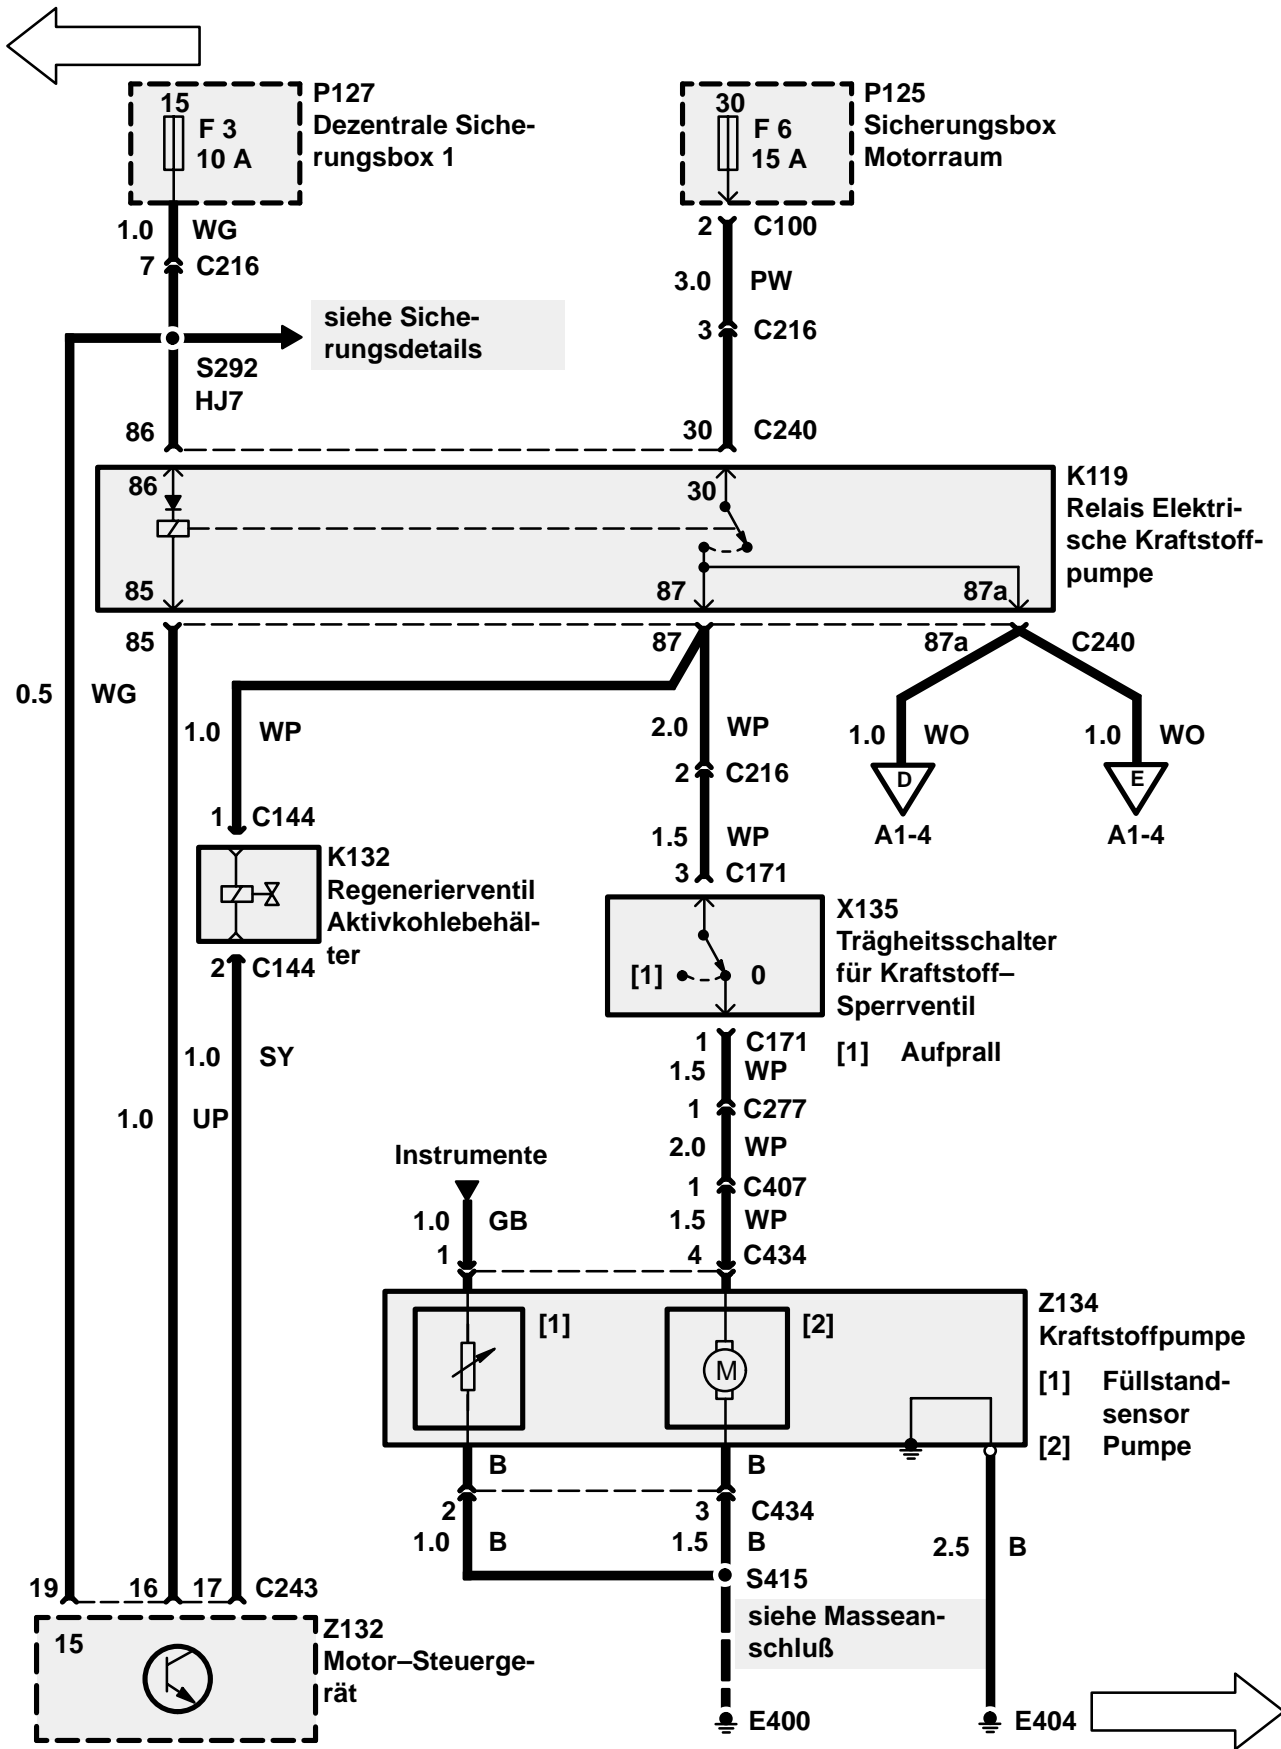 15
F 3
10 A
P127
Dezentrale Siche-
rungsbox 1
30
F 6
15 A
P125
Sicherungsbox
Motorraum
1.0 WG
7 C216
2 C100
3.0 PW
3 C216
siehe Siche-
rungsdetails
S292
HJ7
86
30 C240
86
30
85
87
87a
K119
Relais Elektri-
sche Kraftstoff-
pumpe
85
87
87a
C240
0.5 WG
1.0 WP
2.0 WP
1.0 WO
1.0 WO
2 C216
D
E
A1-4
A1-4
1 C144
1.5 WP
3 C171
K132
Regenerierventil
Aktivkohlebehäl-
ter
2 C144
X135
Trägheitsschalter
für Kraftstoff–
Sperrventil
[1] Aufprall
[1]
0
1 C171
1.5 WP
1.0 SY
1 C277
1.0 UP
2.0 WP
Instrumente
1 C407
1.0 GB
1.5 WP
1
4 C434
[1]
[2]
M
Z134
Kraftstoffpumpe
[1] Füllstand-
sensor
[2] Pumpe
B
B
2
3 C434
1.0 B
1.5 B
2.5 B
S415
19
16
17 C243
siehe Massean-
schluß
15
Z132
Motor–Steuerge-
rät
E400
E404